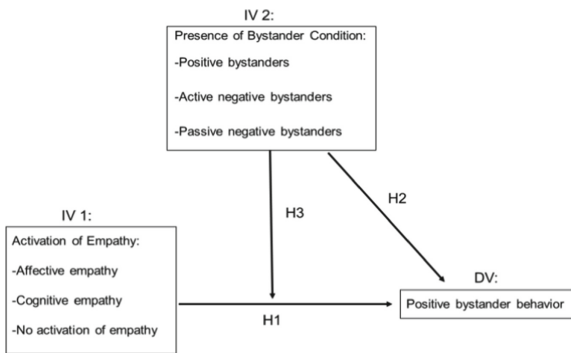 IV 2:
Presence of Bystander Condition:
-Positive bystanders
-Active negative bystanders
-Passive negative bystanders
H3
H2
IV 1:
Activation of Empathy:
-Affective empathy
-Cognitive empathy
-No activation of empathy
H1
DV:
Positive bystander behavior